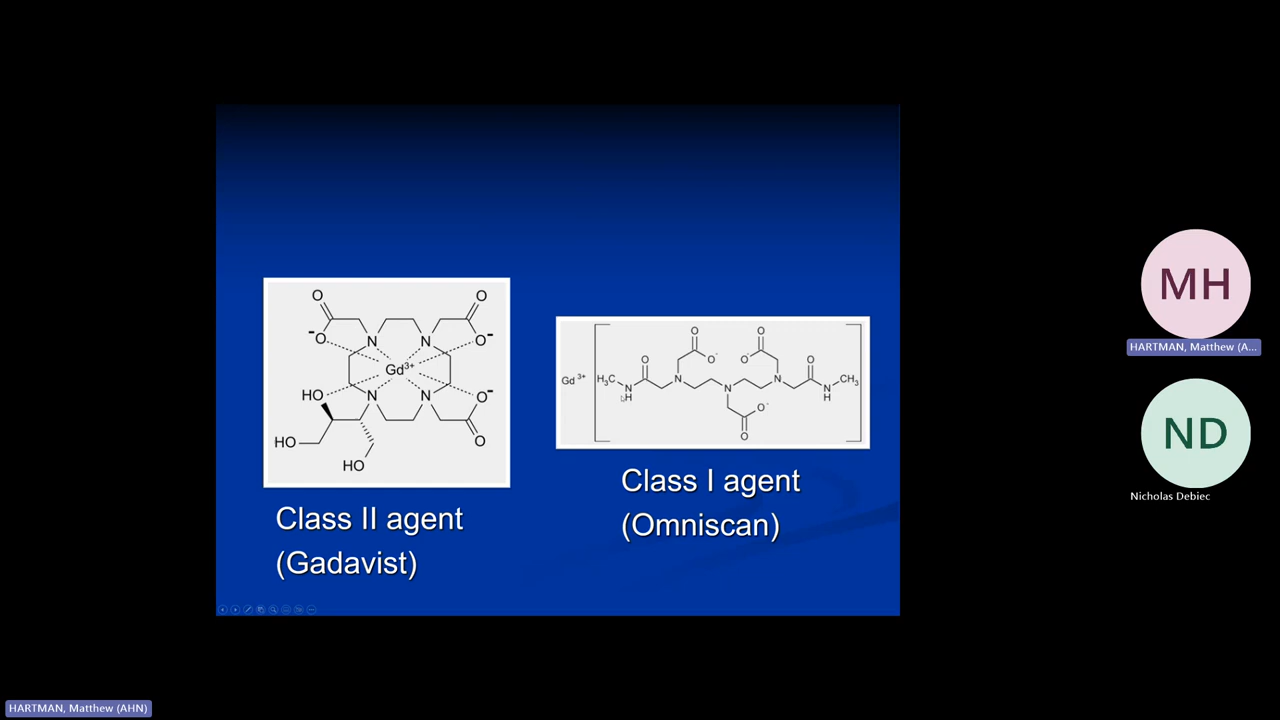 O
O
-
O
N
N
O-
Gd3+
HO
N
N
O-
HO
O
HO
Class II agent
(Gadavist)
O
O
O
O-
O
O
Gd 3+
H3C
N
H
N
N
N
N
H
CH3
O-
O
Class I agent
(Omniscan)
MH
HARTMAN, Matthew (A...
ND
Nicholas Debiec
HARTMAN, Matthew (AHN)